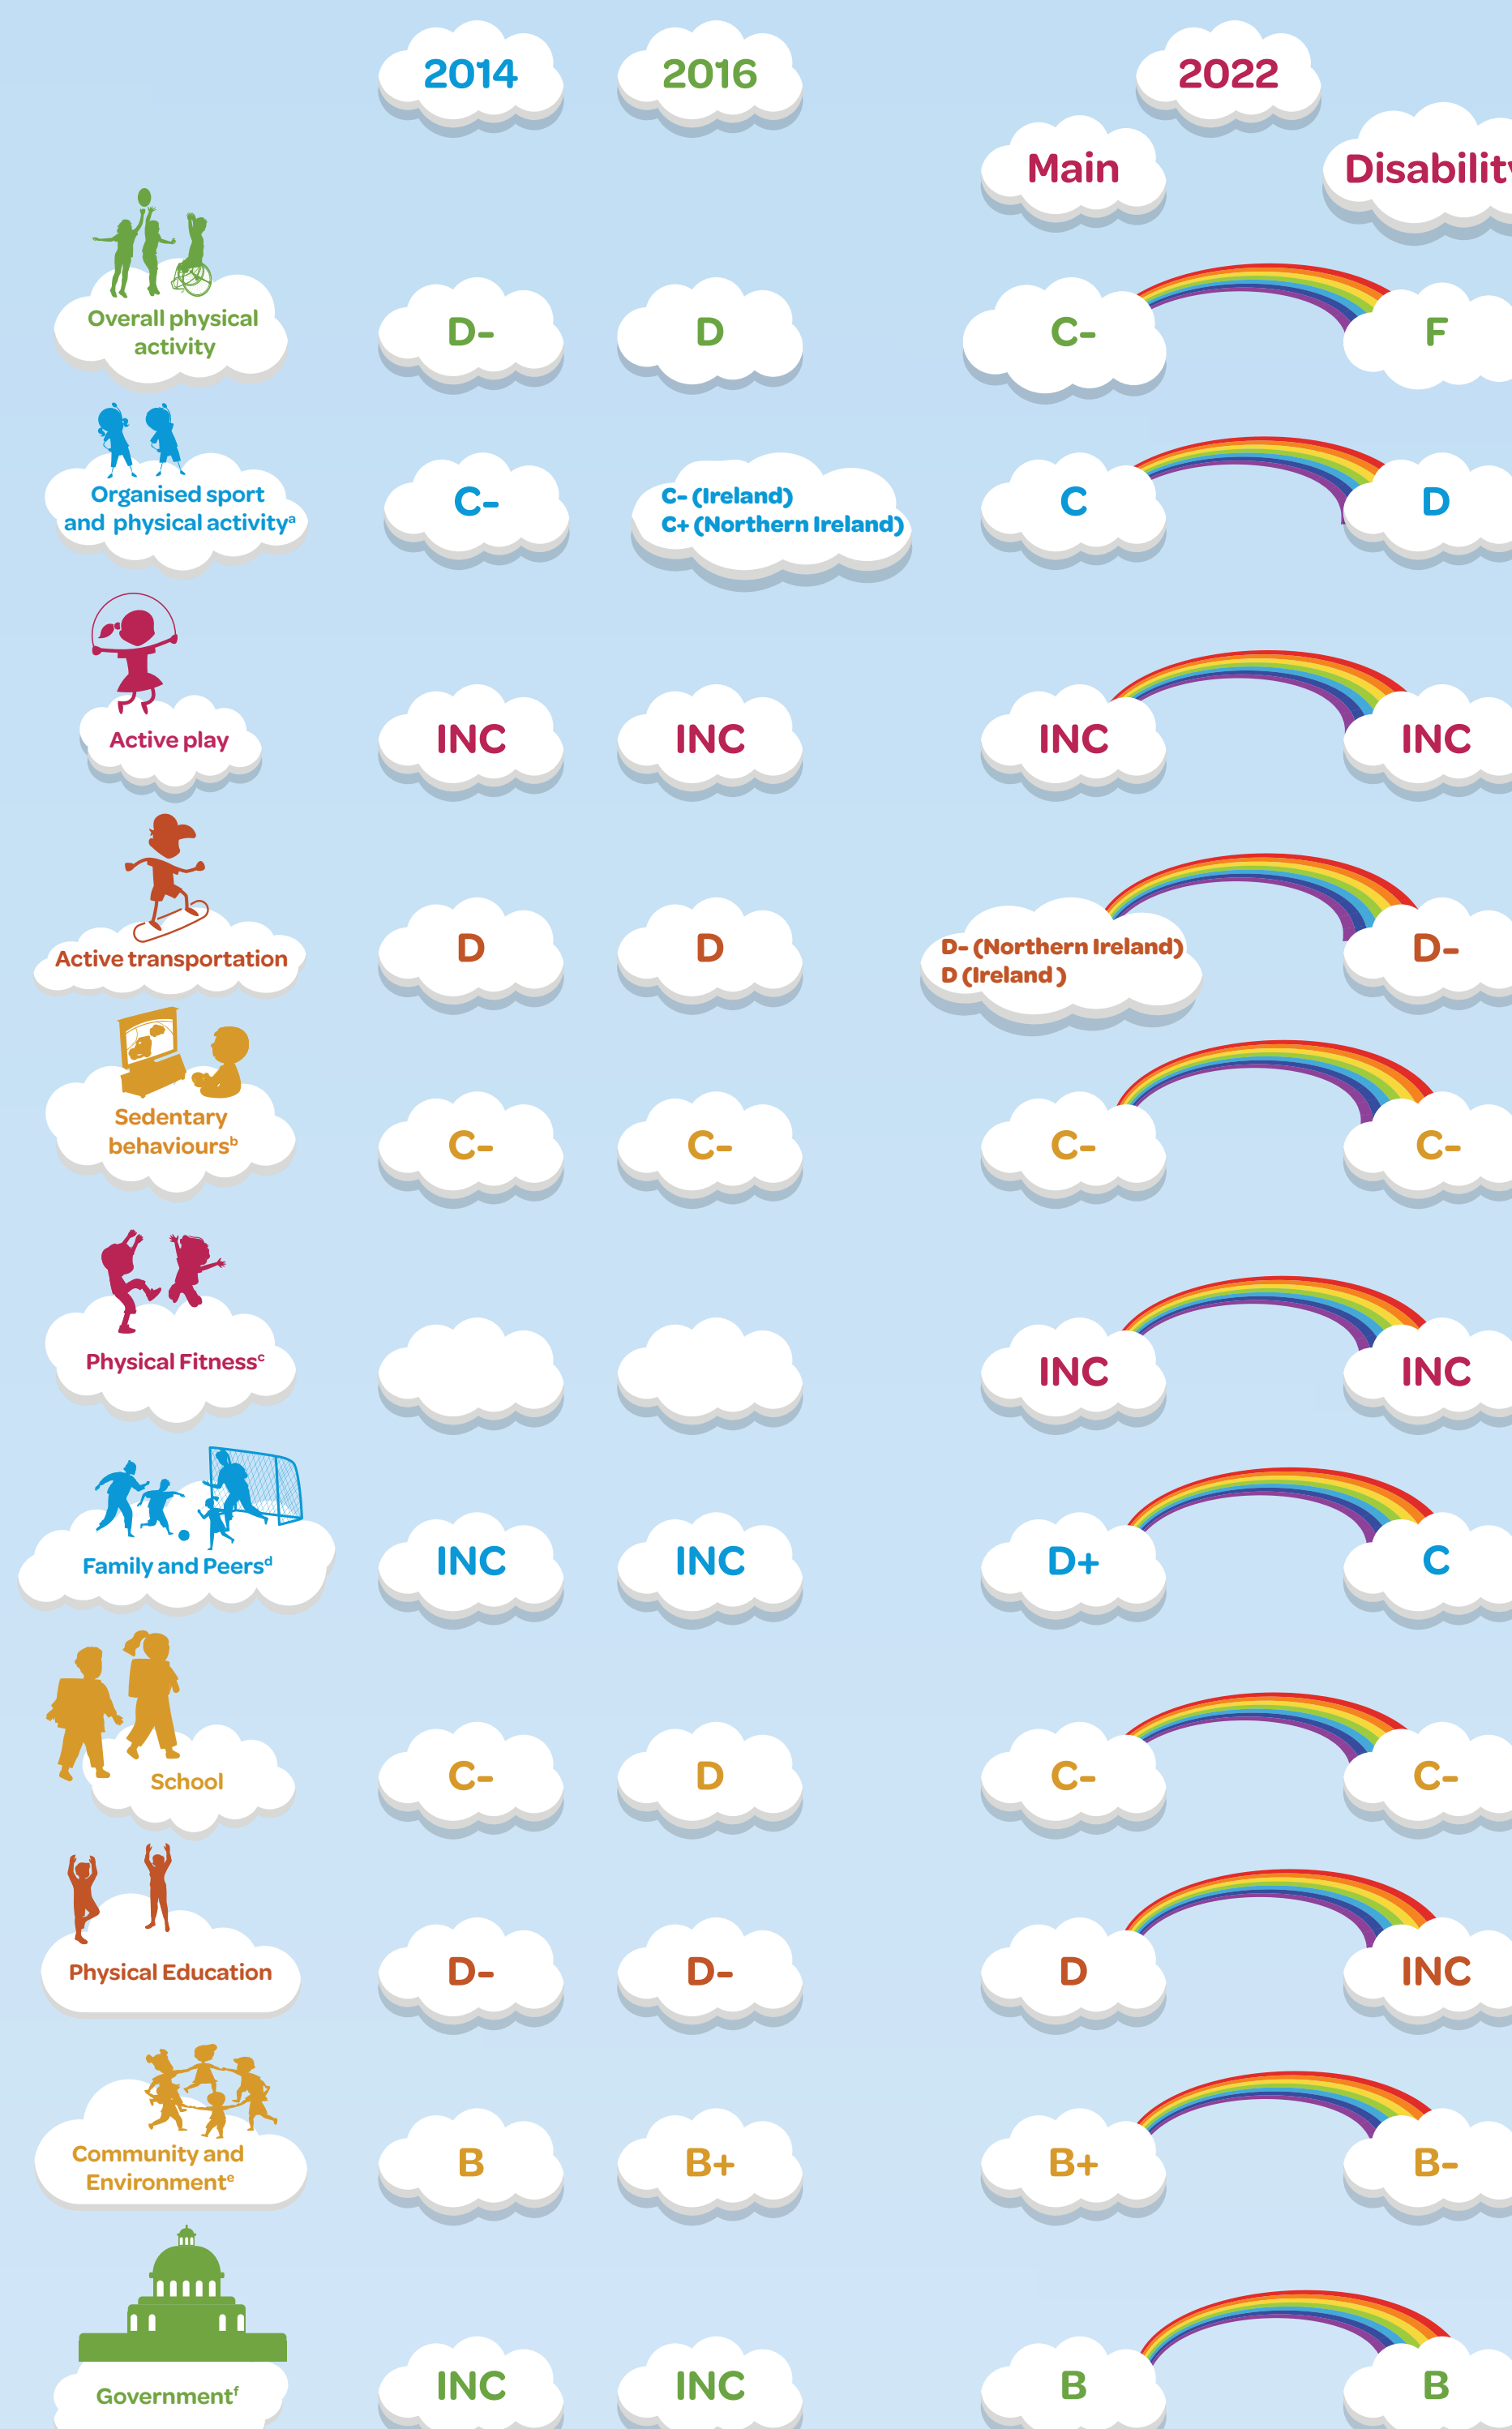 2014 2016 2022
Main
Overall physical
activity
D- D C- F
Organised sport
and physical activityª
C- C- (Ireland)
C+ (Northern Ireland)
C D
Active play
INC INC INC INC
Active transportation
D D D- (Northern Ireland)
D (Ireland )
D-
Sedentary
behavioursᵇ
C- C- C- C-
Physical Fitnessᶜ
INC INC
Family and Peersᵈ
INC INC D+ C
School
C- D C- C-
Physical Education
D- D- D INC
Community and
Environmentᵉ
B B+ B+ B-
Governmentᶠ
INC INC B B